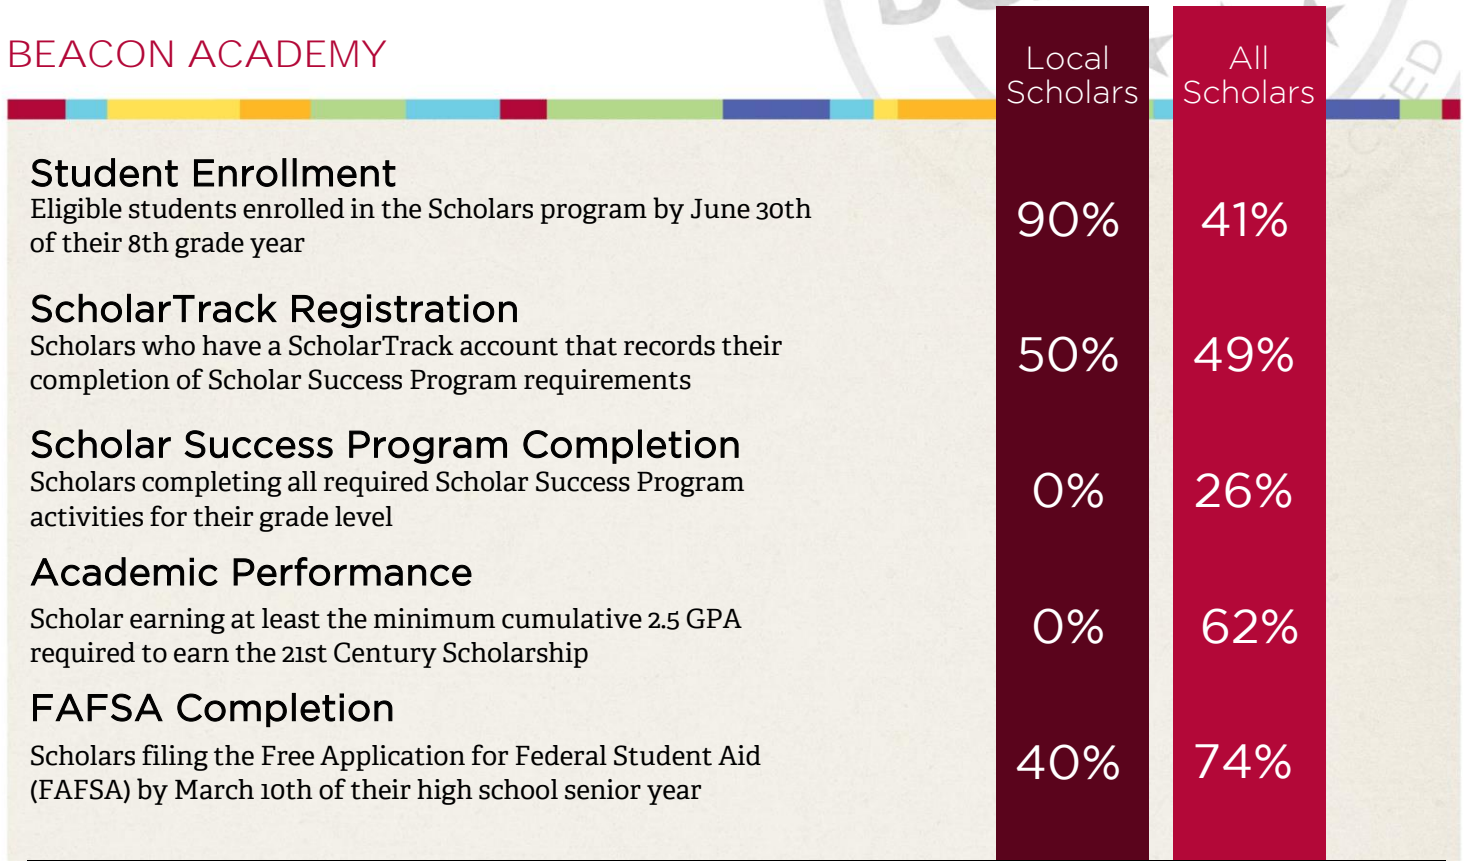 BEACON ACADEMY
Local
Scholars
All
Scholars
Student Enrollment
Eligible students enrolled in the Scholars program by June 30th
of their 8th grade year
90%
41%
ScholarTrack Registration
Scholars who have a ScholarTrack account that records their
completion of Scholar Success Program requirements
50%
49%
Scholar Success Program Completion
Scholars completing all required Scholar Success Program
activities for their grade level
0%
26%
Academic Performance
Scholar earning at least the minimum cumulative 2.5 GPA
required to earn the 21st Century Scholarship
0%
62%
FAFSA Completion
Scholars filing the Free Application for Federal Student Aid
(FAFSA) by March 10th of their high school senior year
40%
74%